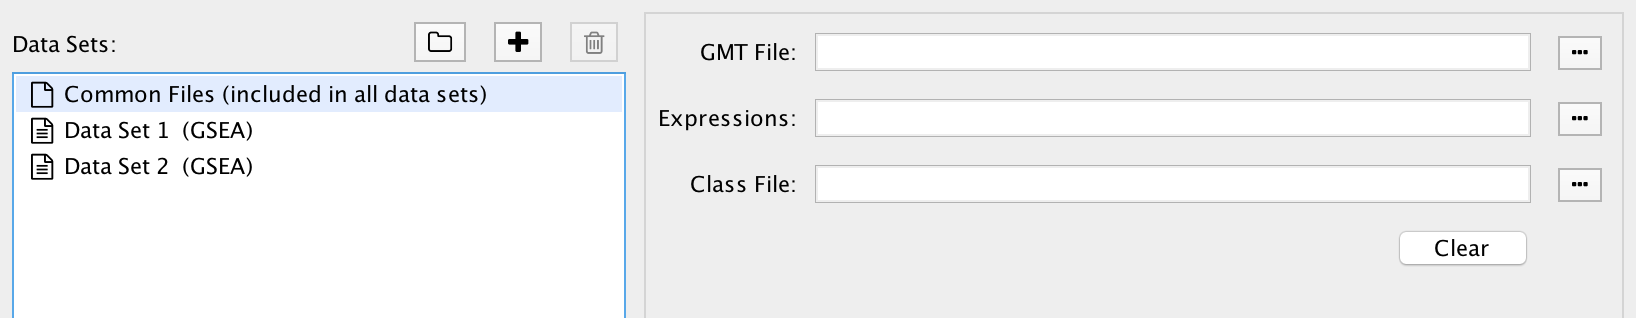 Data Sets:
Common Files (included in all data sets)
Data Set 1  (GSEA)
Data Set 2  (GSEA)
GMT File:
Expressions:
Class File:
Clear